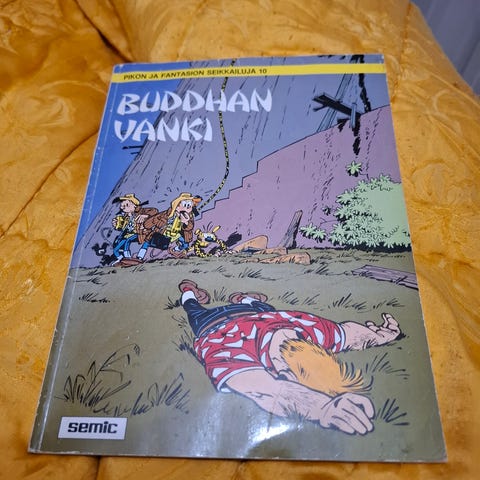 PIKON JA FANTASION SEIKKAILUJA 10
BUDDHAN
VANKI
semic